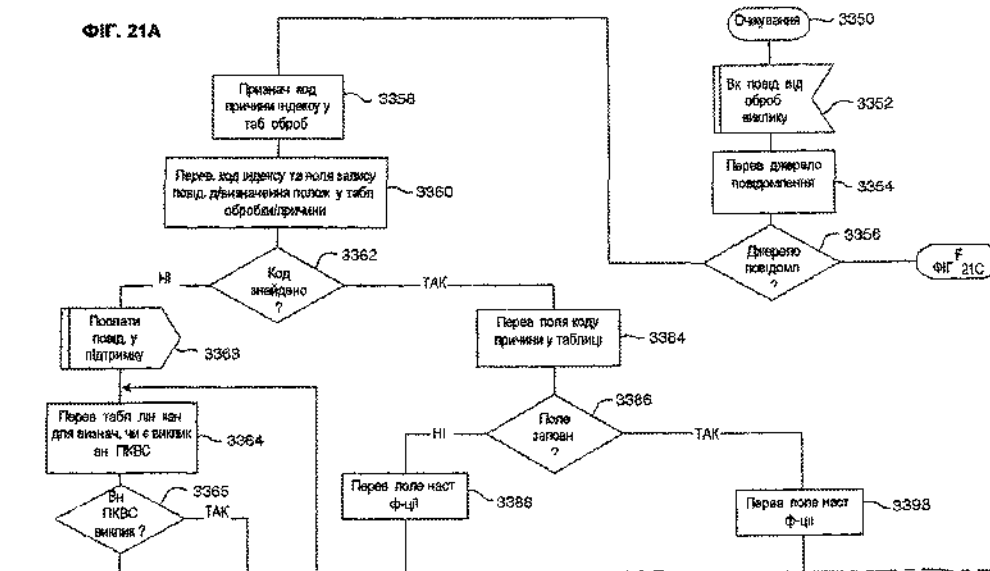 ФІГ. 21А
Очікування
3350
Вх повід від
оброб
виклику
3352
Перев джерело
повідомлення
3354
Джерело
повідомл
?
3356
F
ФІГ 21С
Признач код
причини індексу у
таб оброб
3358
Перев. код індексу та поля запису
повід. д/визначення полож у табл
обробки/причини
3360
Код
знайдено
?
3362
НІ
ТАК
Послати
повід. у
підтримку
3363
Перев табл лін кан
для визнач, чи є виклик
вн ПКВС
3364
Вн
ПКВС
виклик ?
3365
ТАК
Перев поля коду
причини у таблиці
3384
Поле
заповн
?
3386
НІ
ТАК
Перев поле наст
ф-ції
3388
Перев поле наст
ф-ції
3398